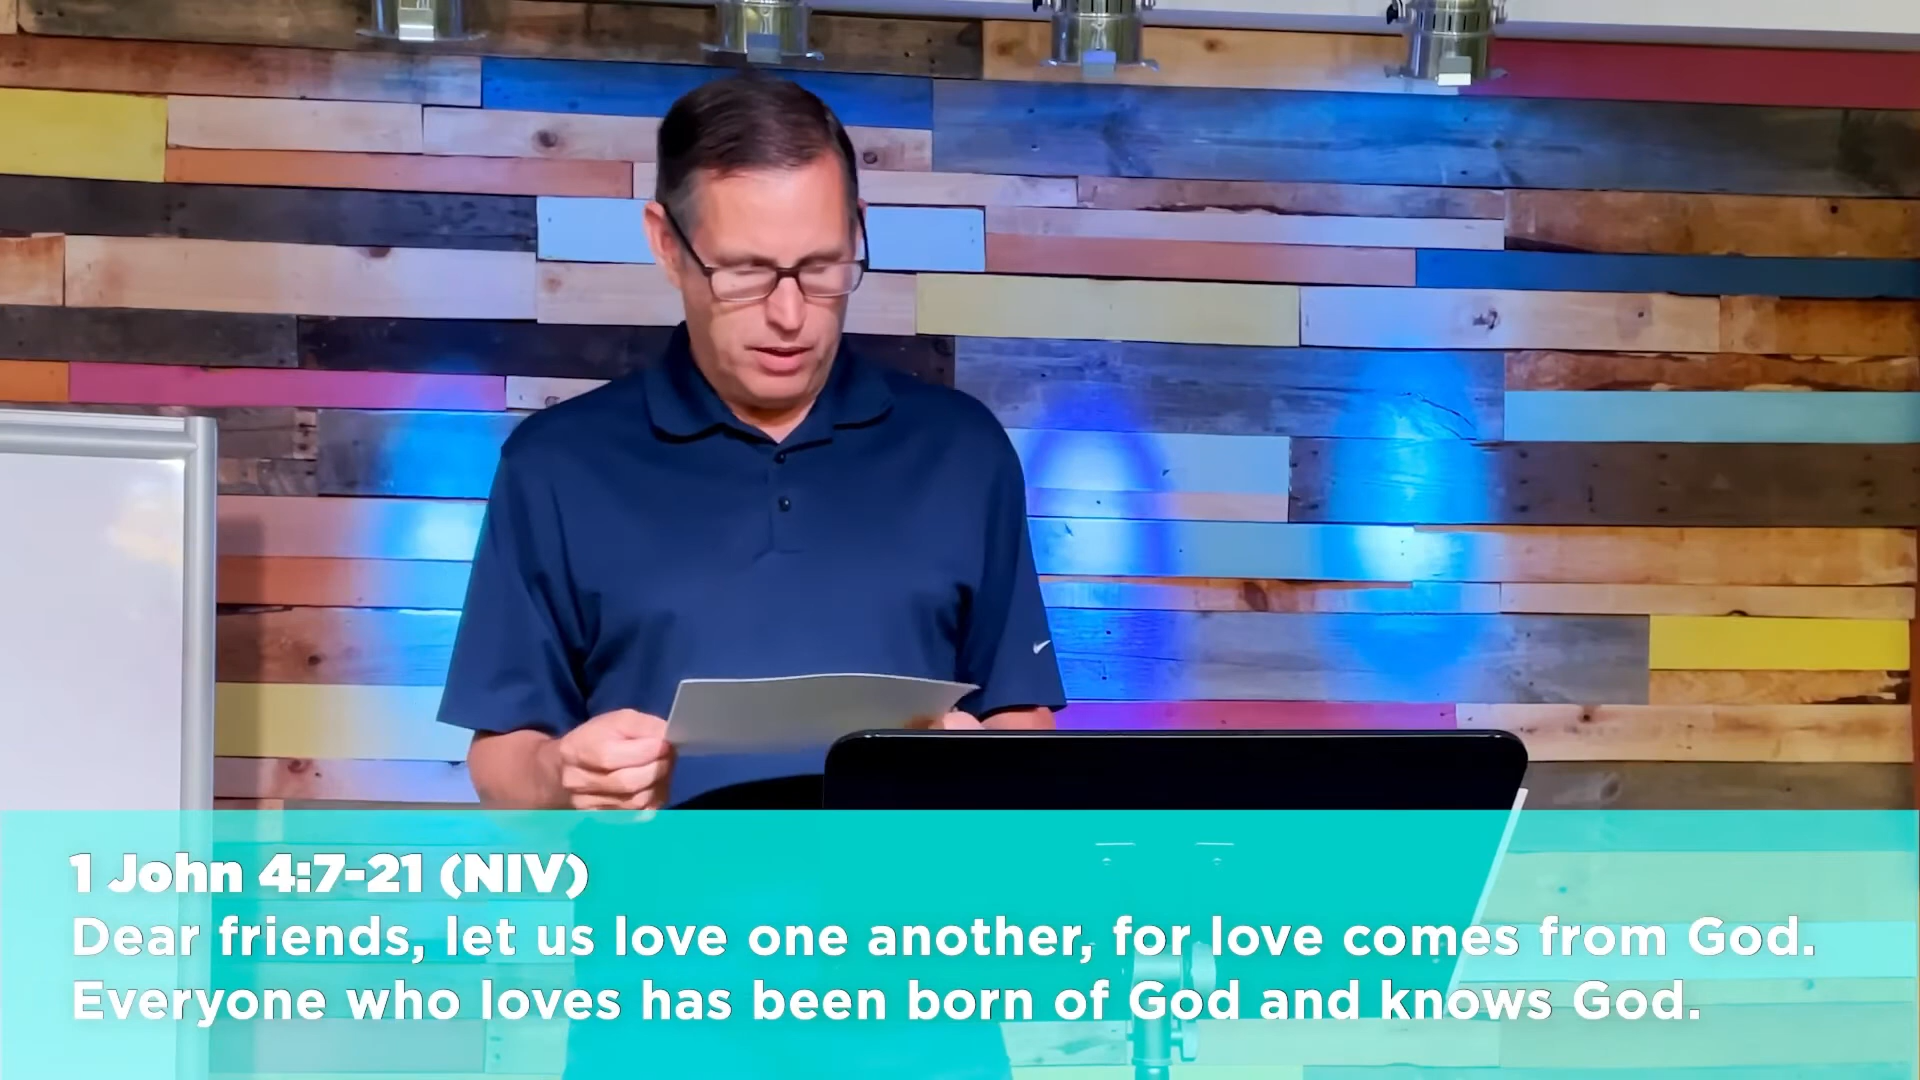 1 John 4:7-21 (NIV)
Dear friends, let us love one another, for love comes from God.
Everyone who loves has been born of God and knows God.